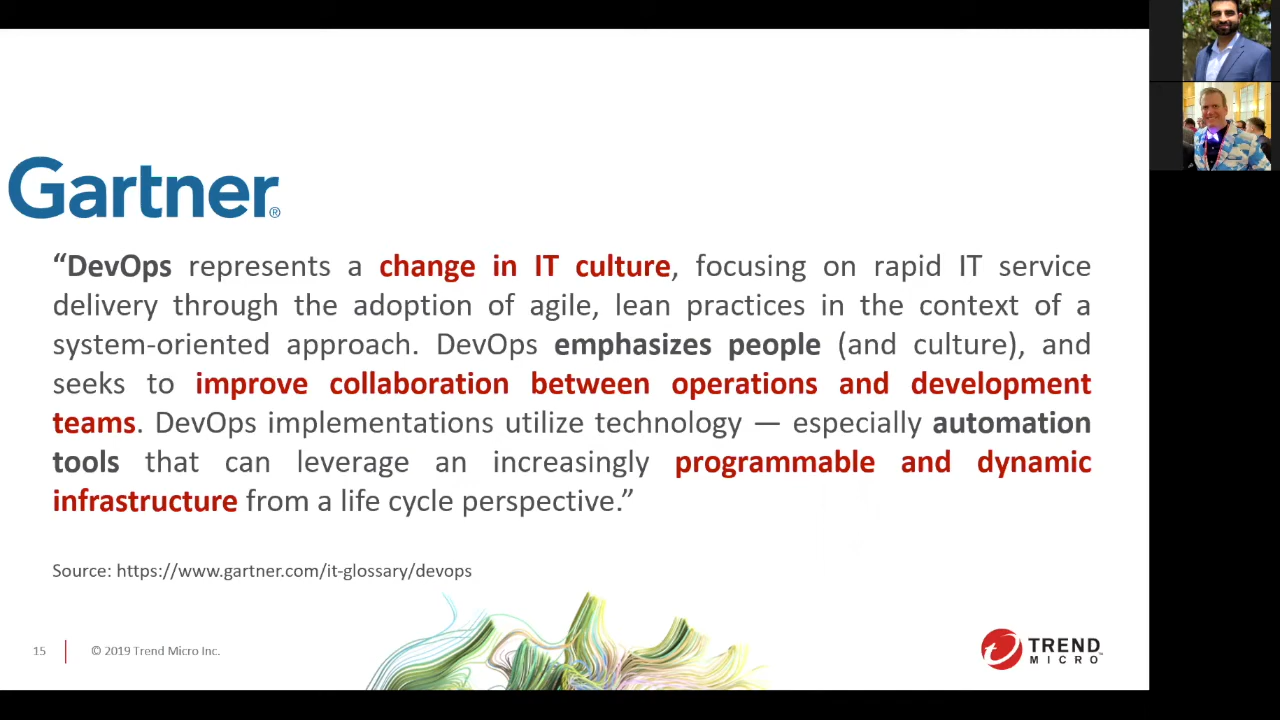 Gartner®
“DevOps represents a change in IT culture, focusing on rapid IT service
delivery through the adoption of agile, lean practices in the context of a
system-oriented approach. DevOps emphasizes people (and culture), and
seeks to improve collaboration between operations and development
teams. DevOps implementations utilize technology — especially automation
tools that can leverage an increasingly programmable and dynamic
infrastructure from a life cycle perspective.”
Source: https://www.gartner.com/it-glossary/devops
15
© 2019 Trend Micro Inc.
TREND
MICRO™